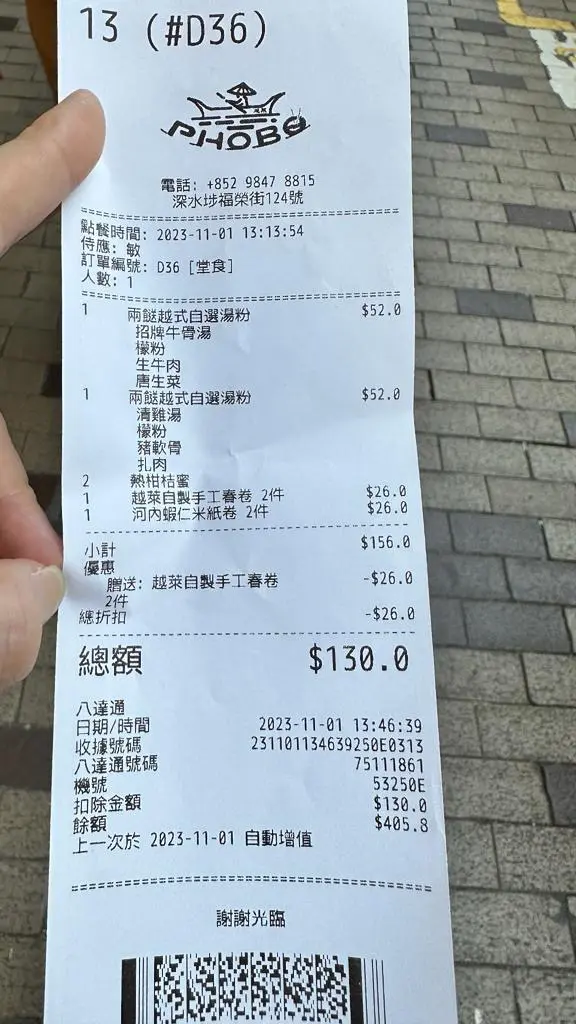 13 (#D36)
PHOBO
電話: +852 9847 8815
深水埗福榮街124號
點餐時間: 2023-11-01 13:13:54
侍應: 敏
訂單編號: D36 [堂食]
人數: 1
1 兩餸越式自選湯粉 $52.0
招牌牛骨湯
檬粉
生牛肉
唐生菜
1 兩餸越式自選湯粉 $52.0
清雞湯
檬粉
豬軟骨
扎肉
2 熱柑桔蜜
1 越萊自製手工春卷 2件 $26.0
1 河內蝦仁米紙卷 2件 $26.0
小計 $156.0
優惠
贈送: 越萊自製手工春卷 -$26.0
2件
總折扣 -$26.0
總額 $130.0
八達通
日期/時間 2023-11-01 13:46:39
收據號碼 231101134639250E0313
八達通號碼 75111861
機號 53250E
扣除金額 $130.0
餘額 $405.8
上一次於 2023-11-01 自動增值
謝謝光臨